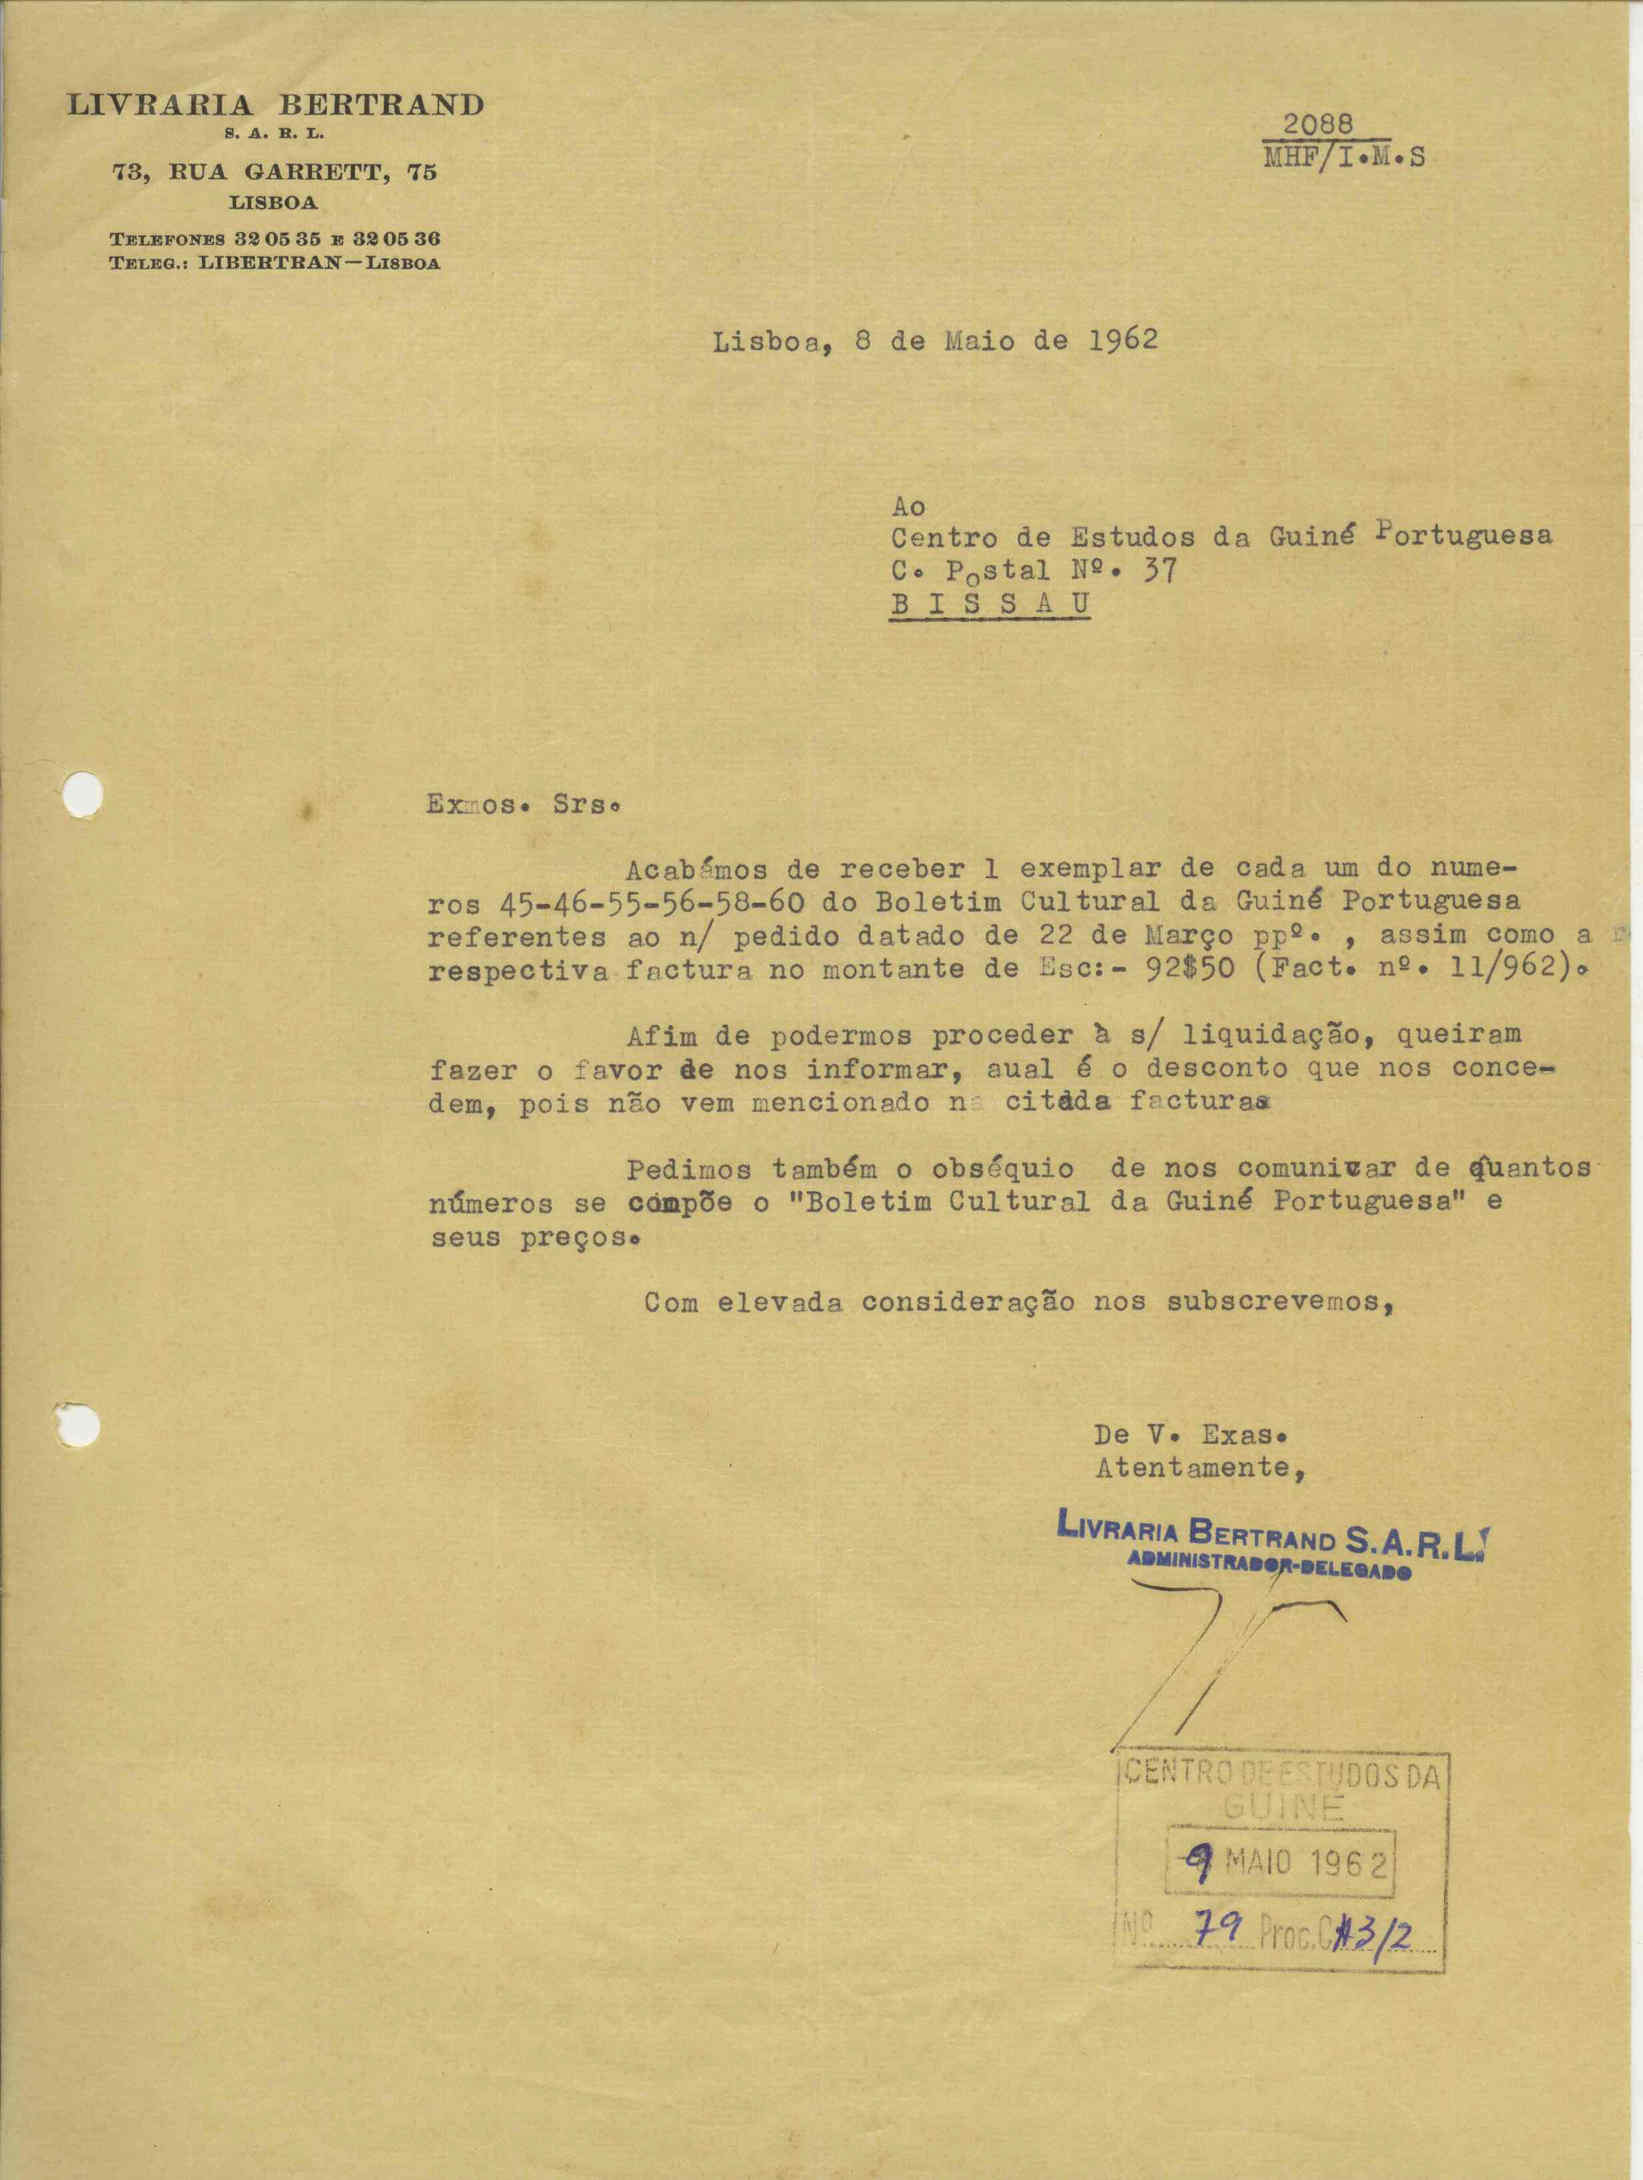 LIVRARIA BERTRAND
S. A. R. L.
73, RUA GARRETT, 75
LISBOA
TELEFONES 32 05 35 E 32 05 36
TELEG.: LIBERTRAN—LISBOA
2088
MHF/I.M.S
Lisboa, 8 de Maio de 1962
Ao
Centro de Estudos da Guiné Portuguesa
C. Postal Nº. 37
B I S S A U
Exmos. Srs.
Acabámos de receber 1 exemplar de cada um do nume-
ros 45-46-55-56-58-60 do Boletim Cultural da Guiné Portuguesa
referentes ao n/ pedido datado de 22 de Março ppº. , assim como a
respectiva factura no montante de Esc:- 92$50 (Fact. nº. 11/962).
Afim de podermos proceder à s/ liquidação, queiram
fazer o favor de nos informar, aual é o desconto que nos conce-
dem, pois não vem mencionado na citada factura.
Pedimos também o obséquio de nos comunicar de quantos
números se compõe o "Boletim Cultural da Guiné Portuguesa" e
seus preços.
Com elevada consideração nos subscrevemos,
De V. Exas.
Atentamente,
LIVRARIA BERTRAND S.A.R.L.
ADMINISTRADOR-DELEGADO
CENTRO DE ESTUDOS DA
GUINÉ
9 MAIO 1962
Nº 79 Proc. 3/2